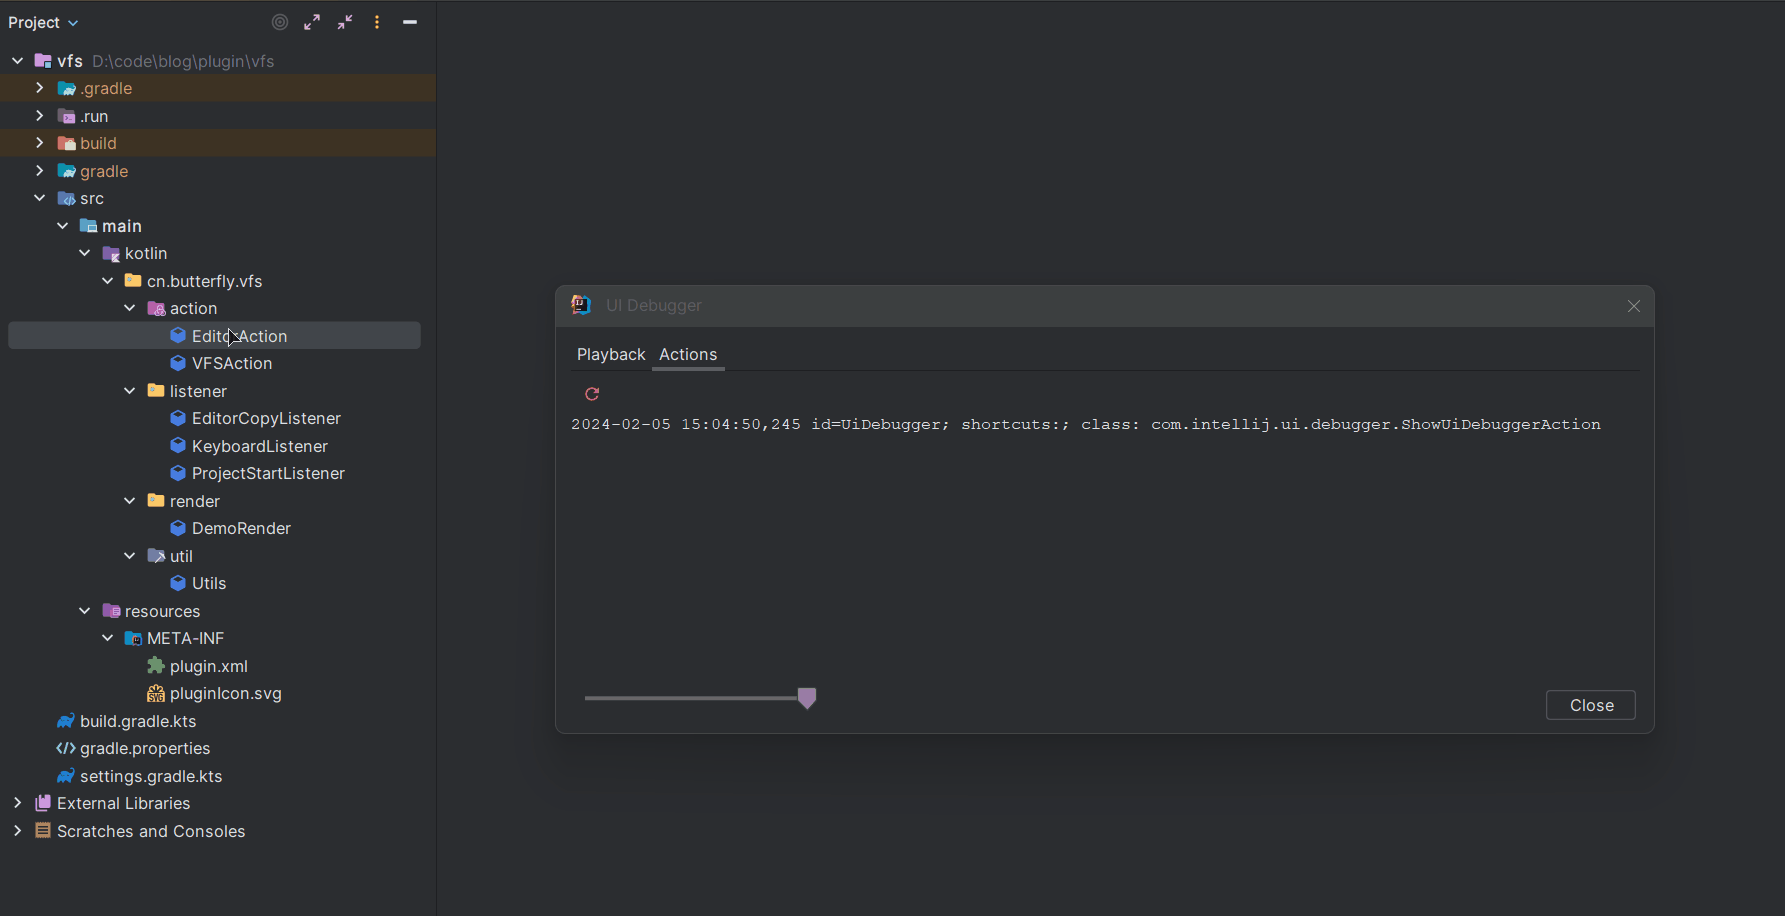 Project
vfs D:\code\blog\plugin\vfs
.gradle
.run
build
gradle
src
main
kotlin
cn.butterfly.vfs
action
EditorAction
VFSAction
listener
EditorCopyListener
KeyboardListener
ProjectStartListener
render
DemoRender
util
Utils
resources
META-INF
plugin.xml
pluginIcon.svg
build.gradle.kts
gradle.properties
settings.gradle.kts
External Libraries
Scratches and Consoles
UI Debugger
Playback Actions
2024-02-05 15:04:50,245 id=UiDebugger; shortcuts:; class: com.intellij.ui.debugger.ShowUiDebuggerAction
Close